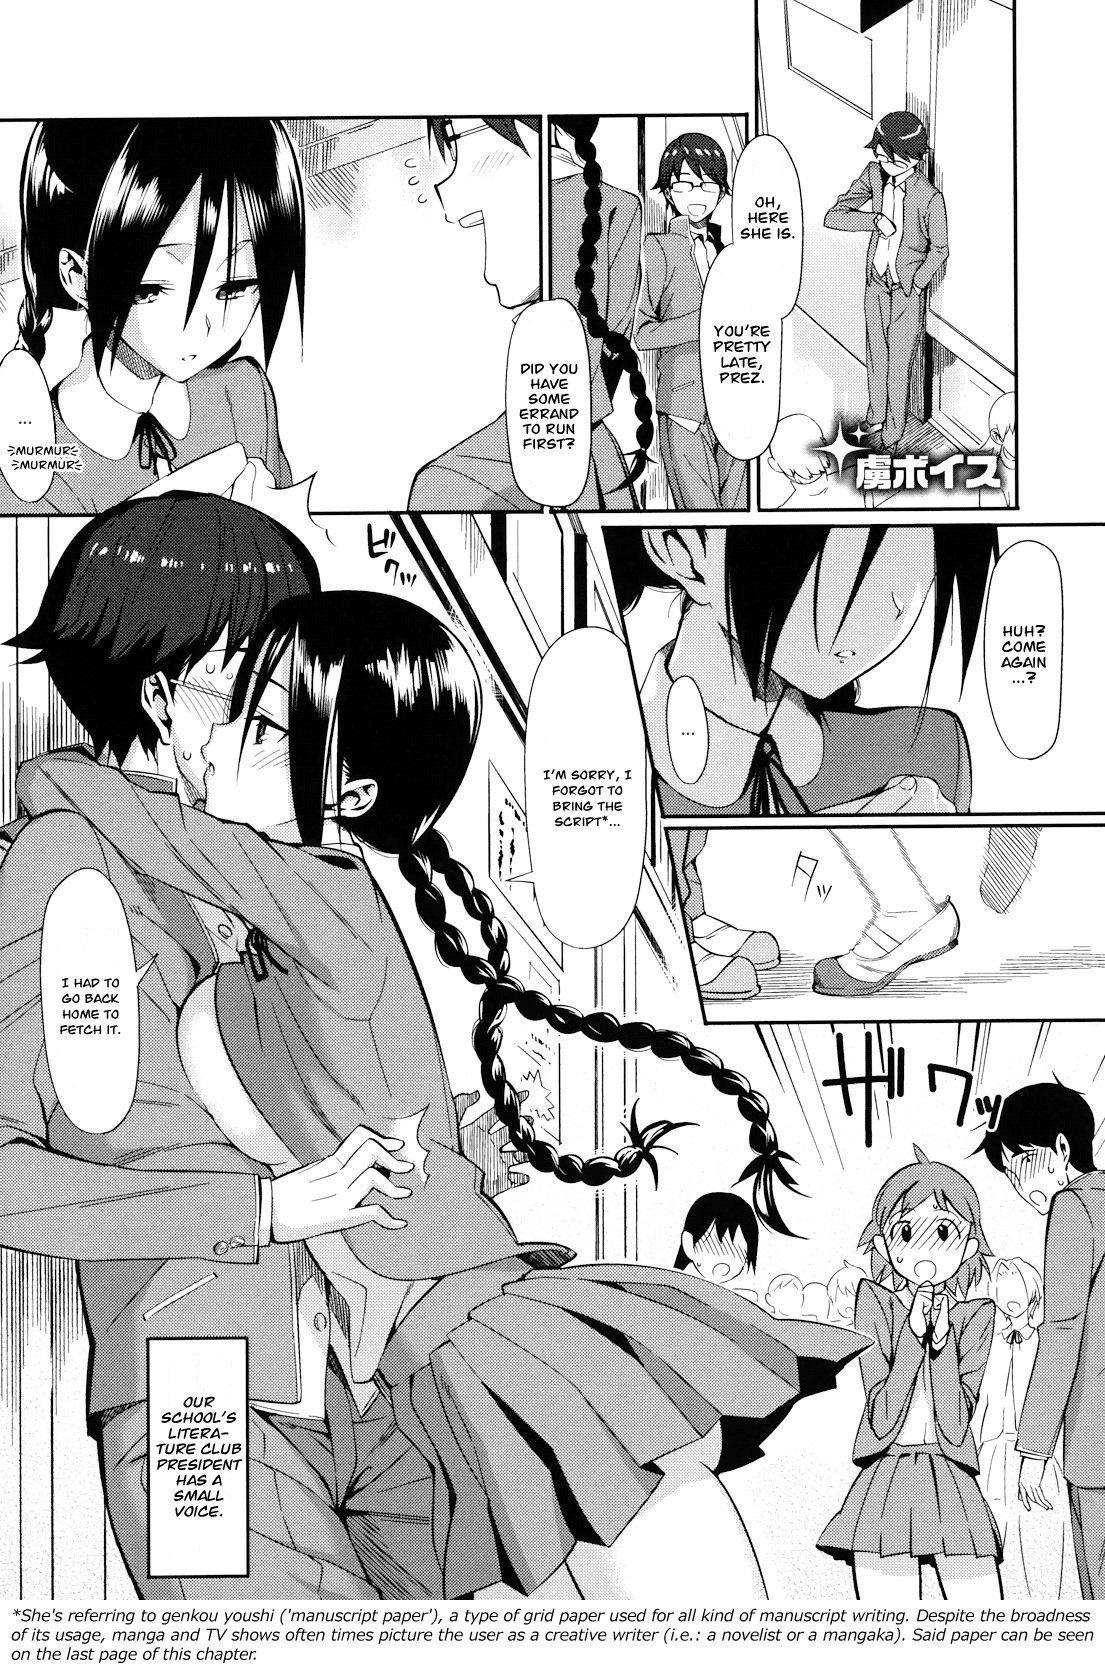 OH,
HERE
SHE IS.
YOU'RE
PRETTY
LATE,
PREZ.
虜ボイス
DID YOU
HAVE
SOME
ERRAND
TO RUN
FIRST?
...
MURMUR
MURMUR
HUH?
COME
AGAIN
...?
...
タッ
ザワッ
ビクッ
I'M SORRY, I
FORGOT TO
BRING THE
SCRIPT*...
I HAD TO
GO BACK
HOME TO
FETCH IT.
OUR
SCHOOL'S
LITERA-
TURE CLUB
PRESIDENT
HAS A
SMALL
VOICE.
*She's referring to genkou youshi ('manuscript paper'), a type of grid paper used for all kind of manuscript writing. Despite the broadness
of its usage, manga and TV shows often times picture the user as a creative writer (i.e.: a novelist or a mangaka). Said paper can be seen
on the last page of this chapter.